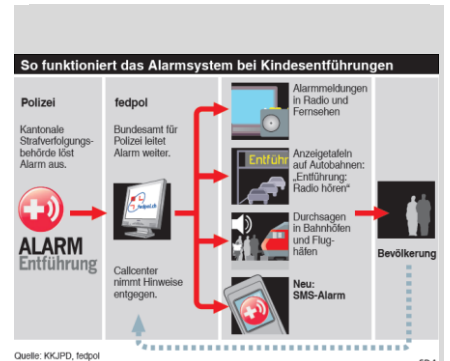 So funktioniert das Alarmsystem bei Kindesentführungen
Polizei
Kantonale
Strafverfolgungs-
behörde löst
Alarm aus.
ALARM
Entführung
fedpol
Bundesamt für
Polizei leitet
Alarm weiter.
fedpol.ch
Callcenter
nimmt Hinweise
entgegen.
Alarmmeldungen
in Radio und
Fernsehen
Entführ
Anzeigetafeln
auf Autobahnen:
„Entführung:
Radio hören"
Durchsagen
in Bahnhöfen
und Flug-
häfen
Neu:
SMS-Alarm
Bevölkerung
Quelle: KKJPD, fedpol